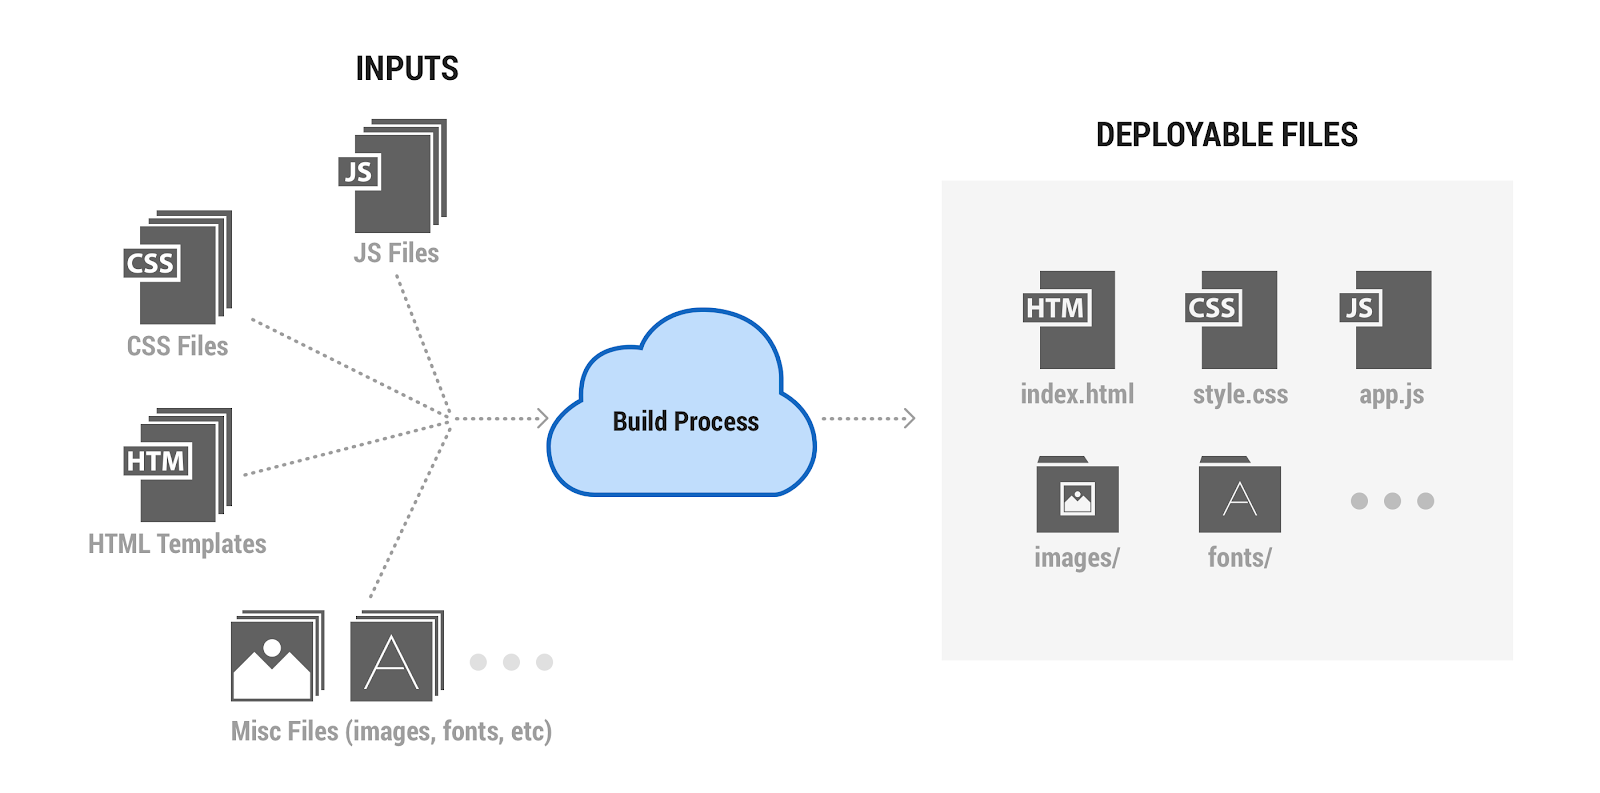 INPUTS
JS
JS Files
CSS
CSS Files
HTM
HTML Templates
A
Misc Files (images, fonts, etc)
Build Process
DEPLOYABLE FILES
HTM CSS JS
index.html style.css app.js
A
images/ fonts/